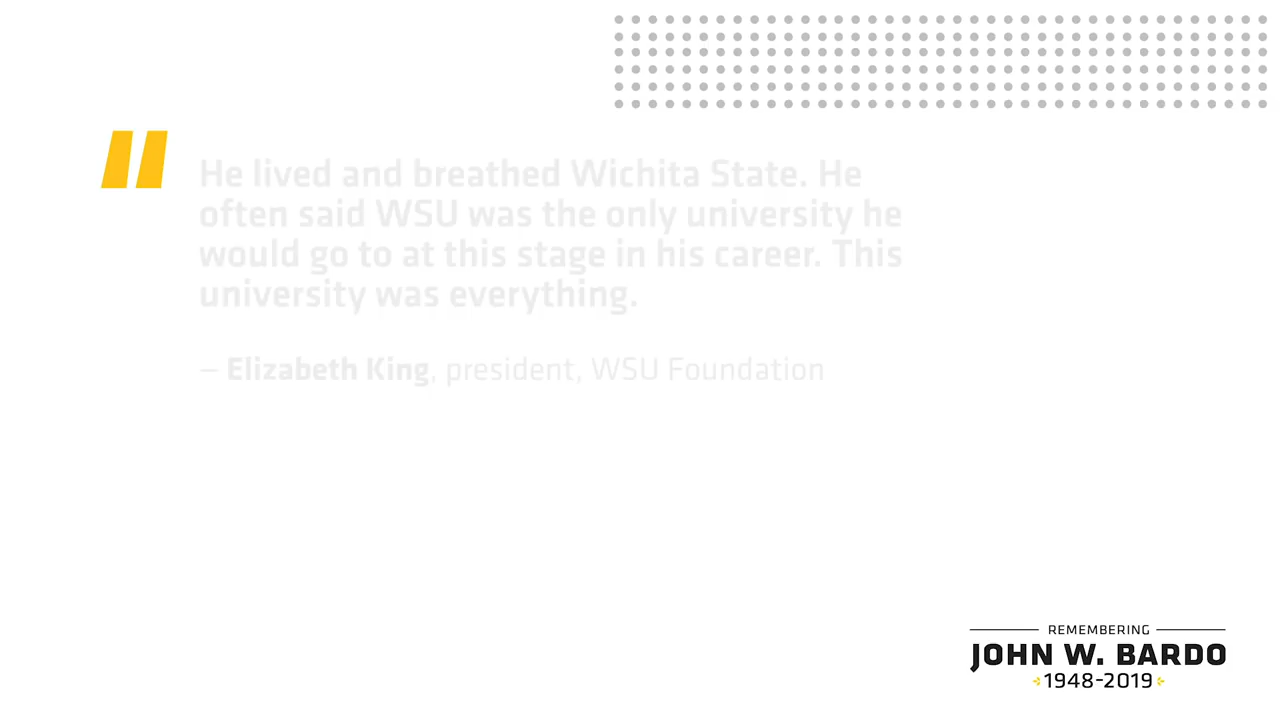 He lived and breathed Wichita State. He
often said WSU was the only university he
would go to at this stage in his career. This
university was everything.
– Elizabeth King, president, WSU Foundation
REMEMBERING
JOHN W. BARDO
1948-2019